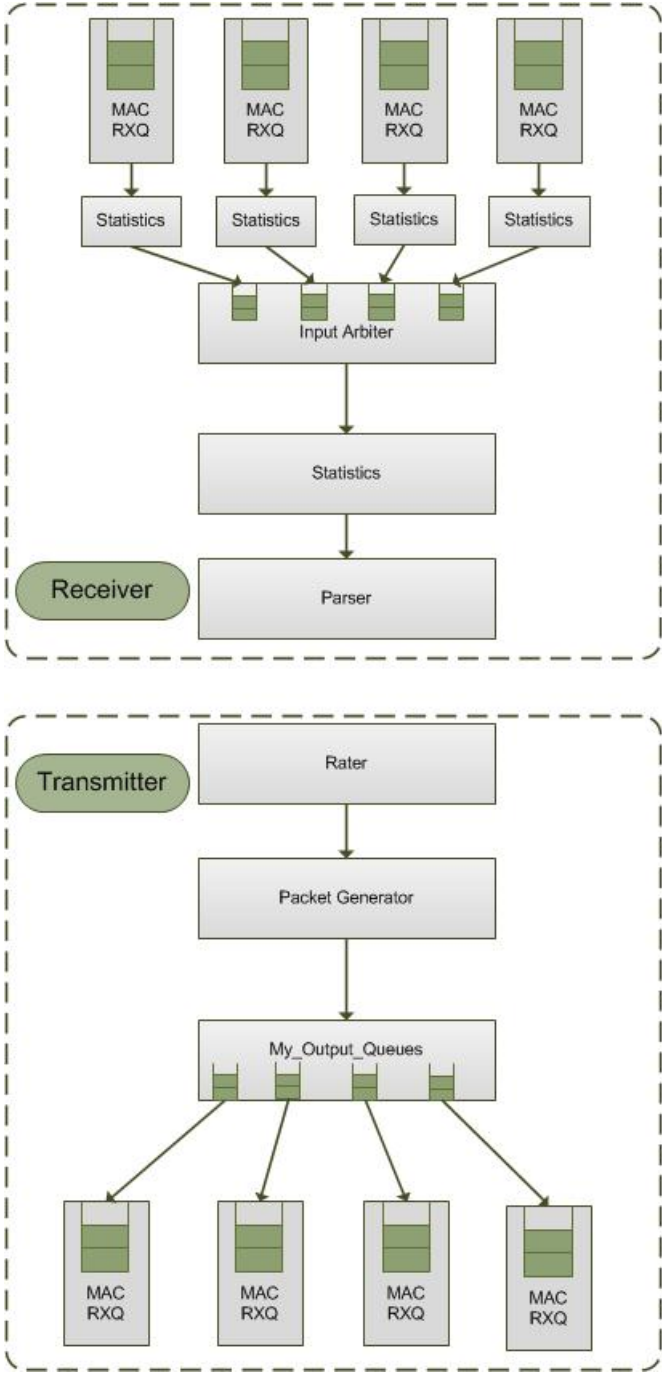 MAC
RXQ
MAC
RXQ
MAC
RXQ
MAC
RXQ
Statistics
Statistics
Statistics
Statistics
Input Arbiter
Statistics
Receiver
Parser
Rater
Transmitter
Packet Generator
My_Output_Queues
MAC
RXQ
MAC
RXQ
MAC
RXQ
MAC
RXQ